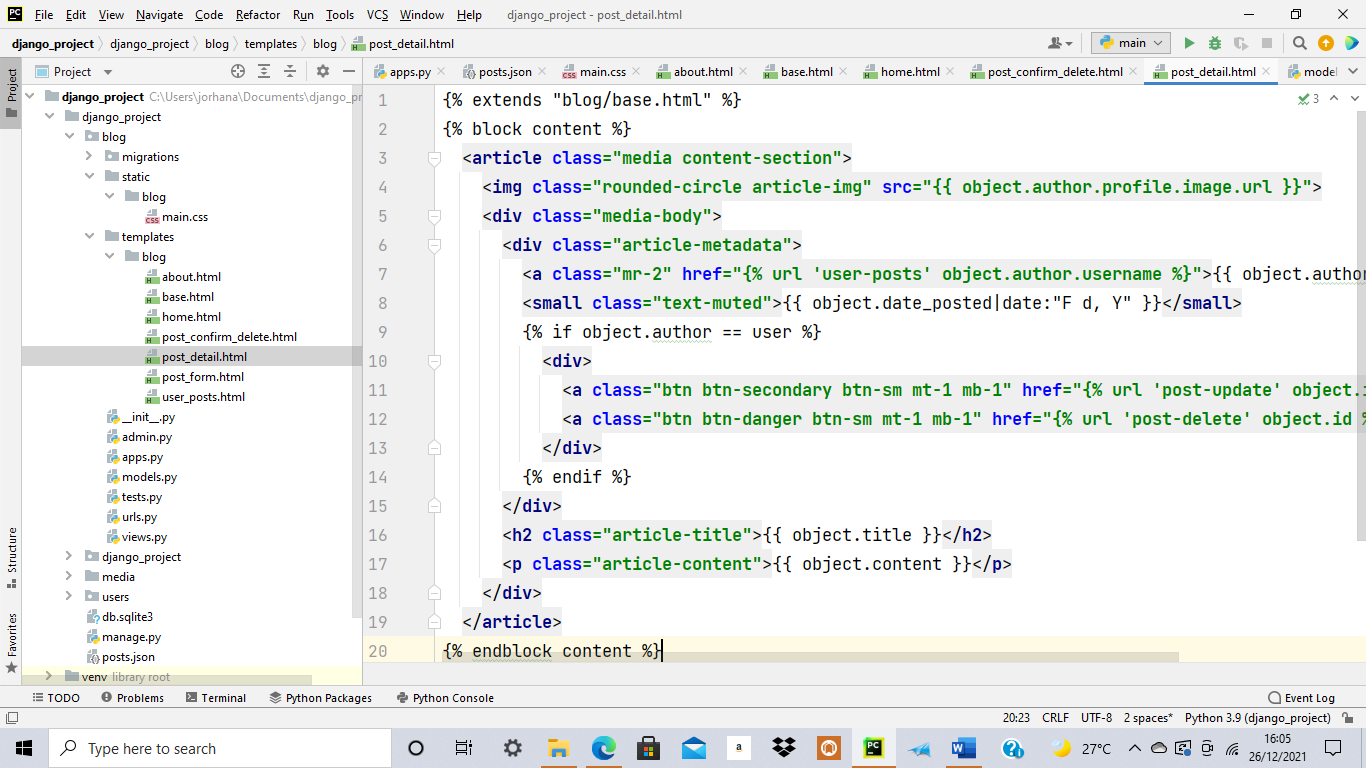 File Edit View Navigate Code Refactor Run Tools VCS Window Help django_project - post_detail.html
django_project django_project blog templates blog post_detail.html main
Project apps.py posts.json main.css about.html base.html home.html post_confirm_delete.html post_detail.html model
Project
Structure
Favorites
django_project C:\Users\jorhana\Documents\django_pr
django_project
blog
migrations
static
blog
main.css
templates
blog
about.html
base.html
home.html
post_confirm_delete.html
post_detail.html
post_form.html
user_posts.html
__init__.py
admin.py
apps.py
models.py
tests.py
urls.py
views.py
django_project
media
users
db.sqlite3
manage.py
posts.json
venv library root
3
1 {% extends "blog/base.html" %}
2 {% block content %}
3 <article class="media content-section">
4 <img class="rounded-circle article-img" src="{{ object.author.profile.image.url }}">
5 <div class="media-body">
6 <div class="article-metadata">
7 <a class="mr-2" href="{% url 'user-posts' object.author.username %}">{{ object.author
8 <small class="text-muted">{{ object.date_posted|date:"F d, Y" }}</small>
9 {% if object.author == user %}
10 <div>
11 <a class="btn btn-secondary btn-sm mt-1 mb-1" href="{% url 'post-update' object.i
12 <a class="btn btn-danger btn-sm mt-1 mb-1" href="{% url 'post-delete' object.id %
13 </div>
14 {% endif %}
15 </div>
16 <h2 class="article-title">{{ object.title }}</h2>
17 <p class="article-content">{{ object.content }}</p>
18 </div>
19 </article>
20 {% endblock content %}
TODO Problems Terminal Python Packages Python Console Event Log
20:23 CRLF UTF-8 2 spaces* Python 3.9 (django_project)
Type here to search
27°C
16:05
26/12/2021